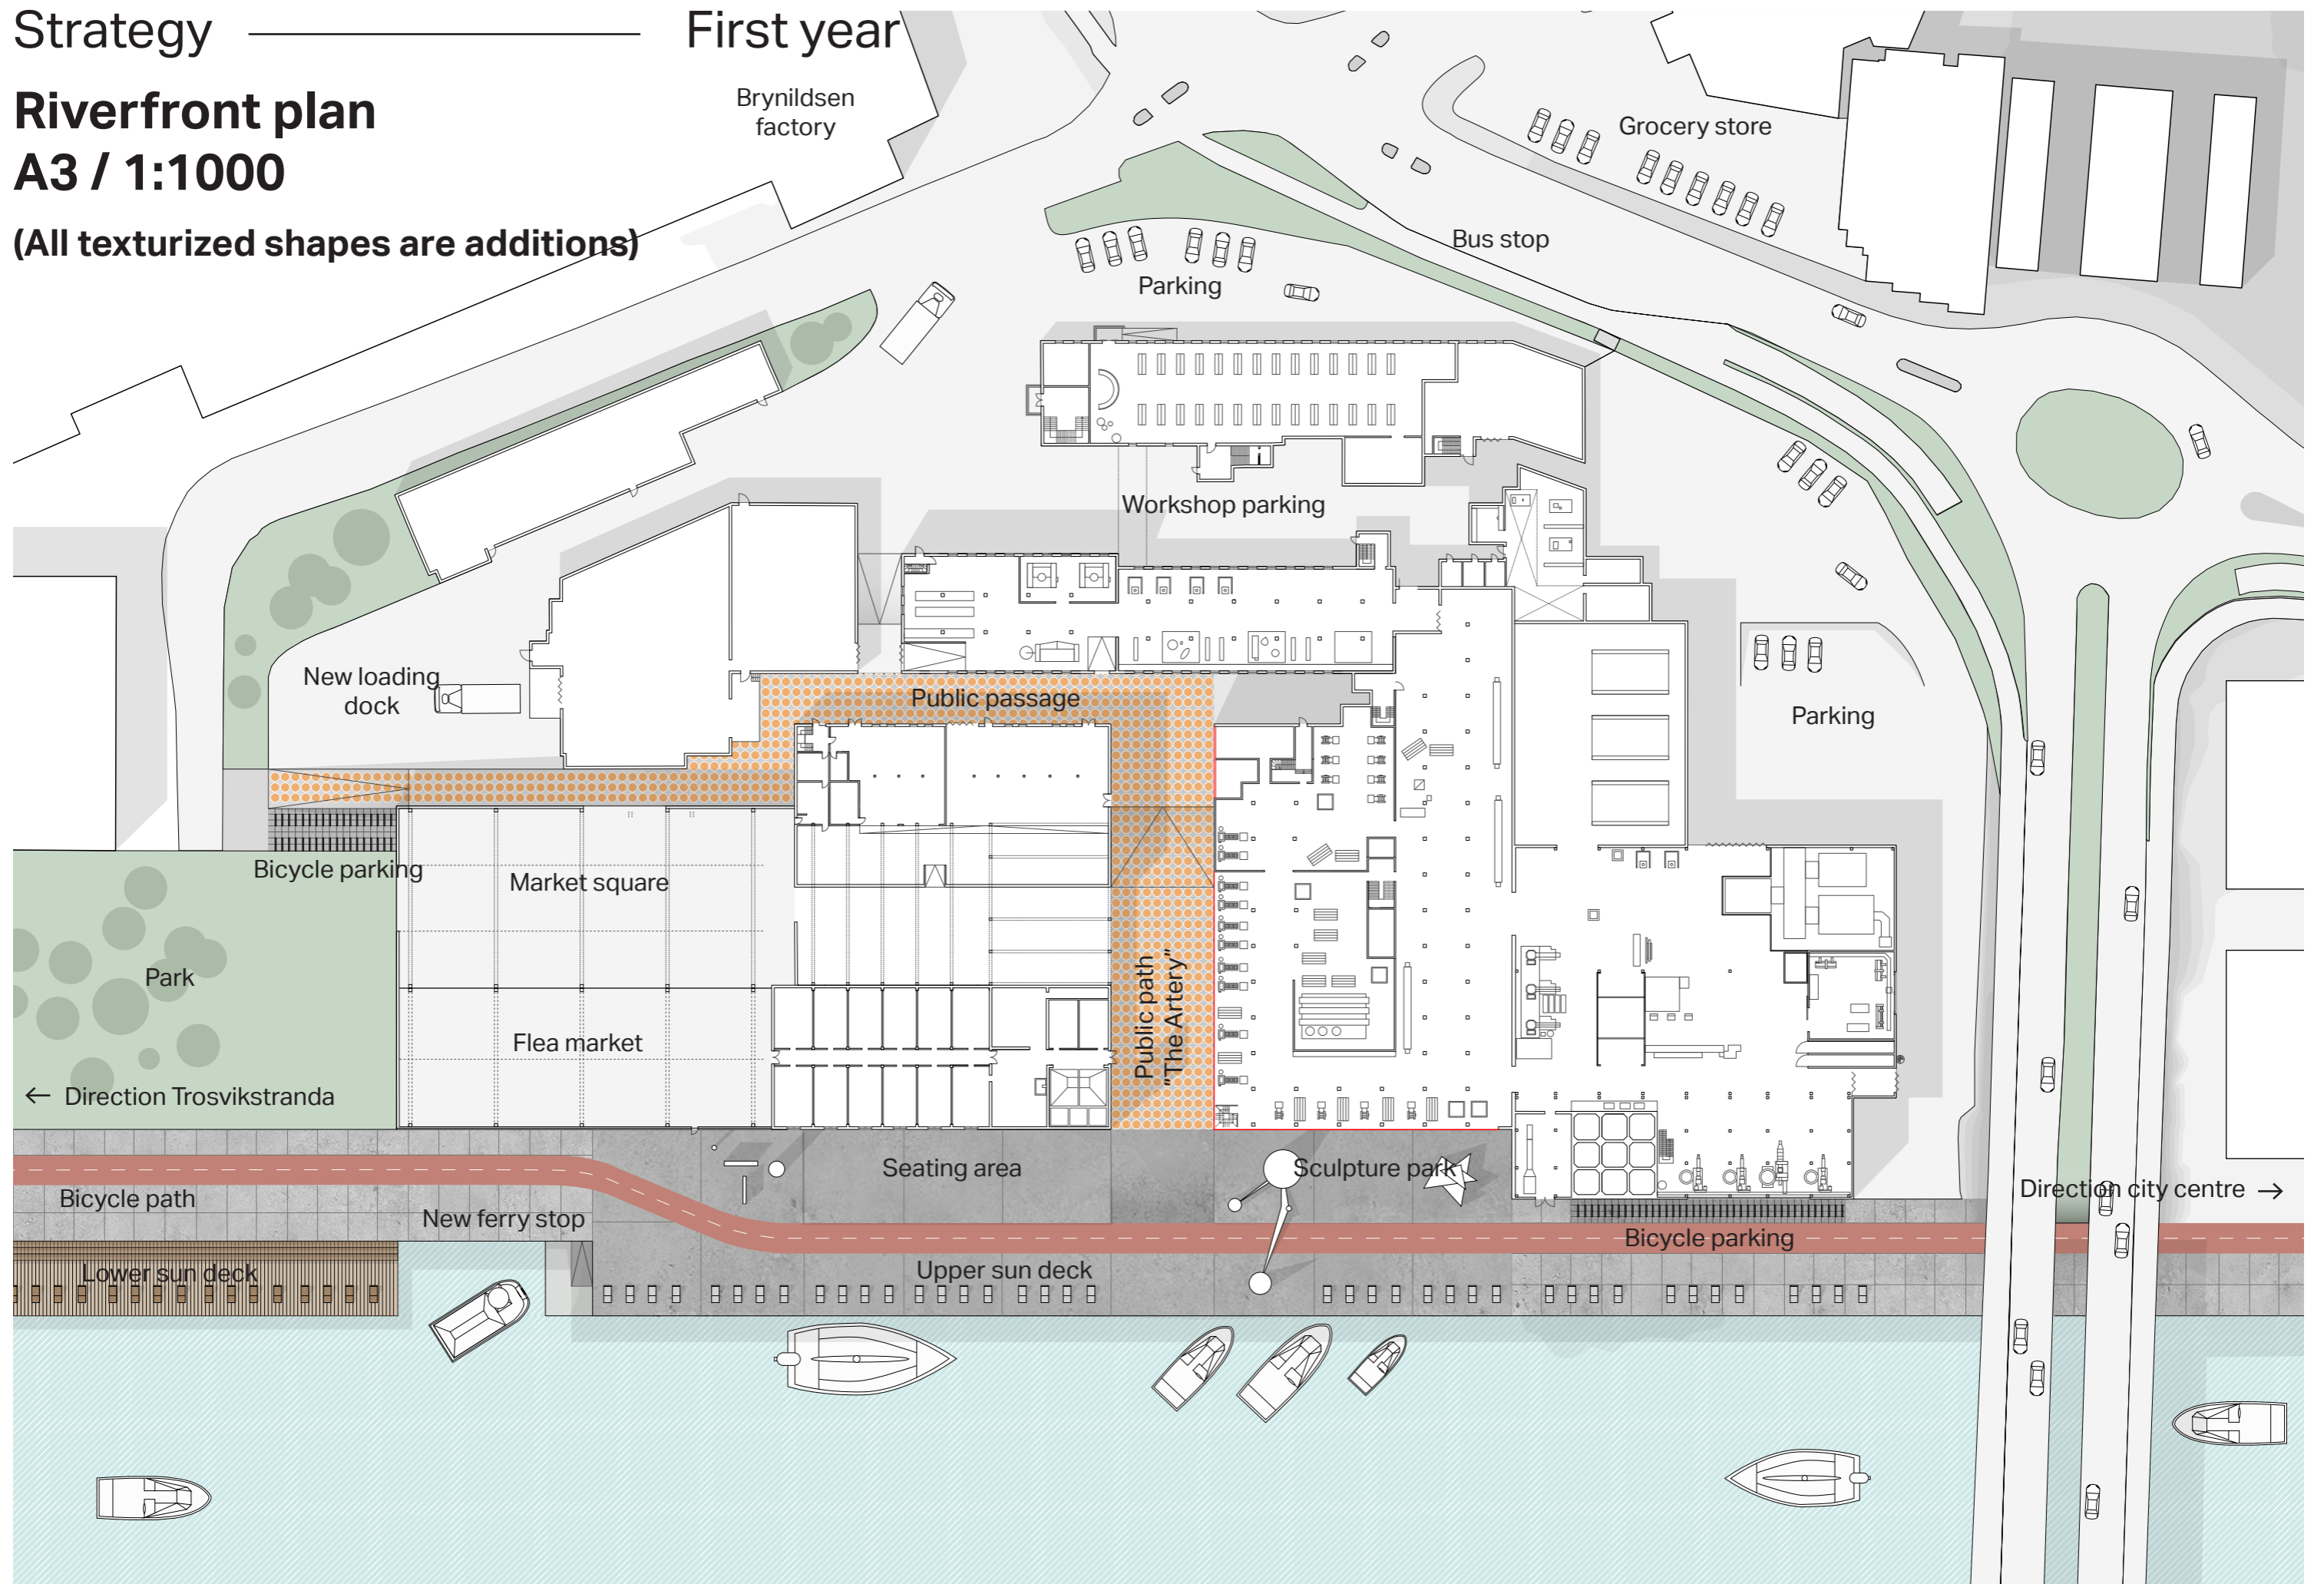 Strategy
First year
Riverfront plan
A3 / 1:1000
(All texturized shapes are additions)
Brynildsen
factory
Grocery store
Bus stop
Parking
Workshop parking
New loading
dock
Public passage
Parking
Bicycle parking
Market square
Park
Public path
"The Artery"
Flea market
← Direction Trosvikstranda
Seating area
Sculpture park
Bicycle path
Direction city centre →
New ferry stop
Bicycle parking
Lower sun deck
Upper sun deck